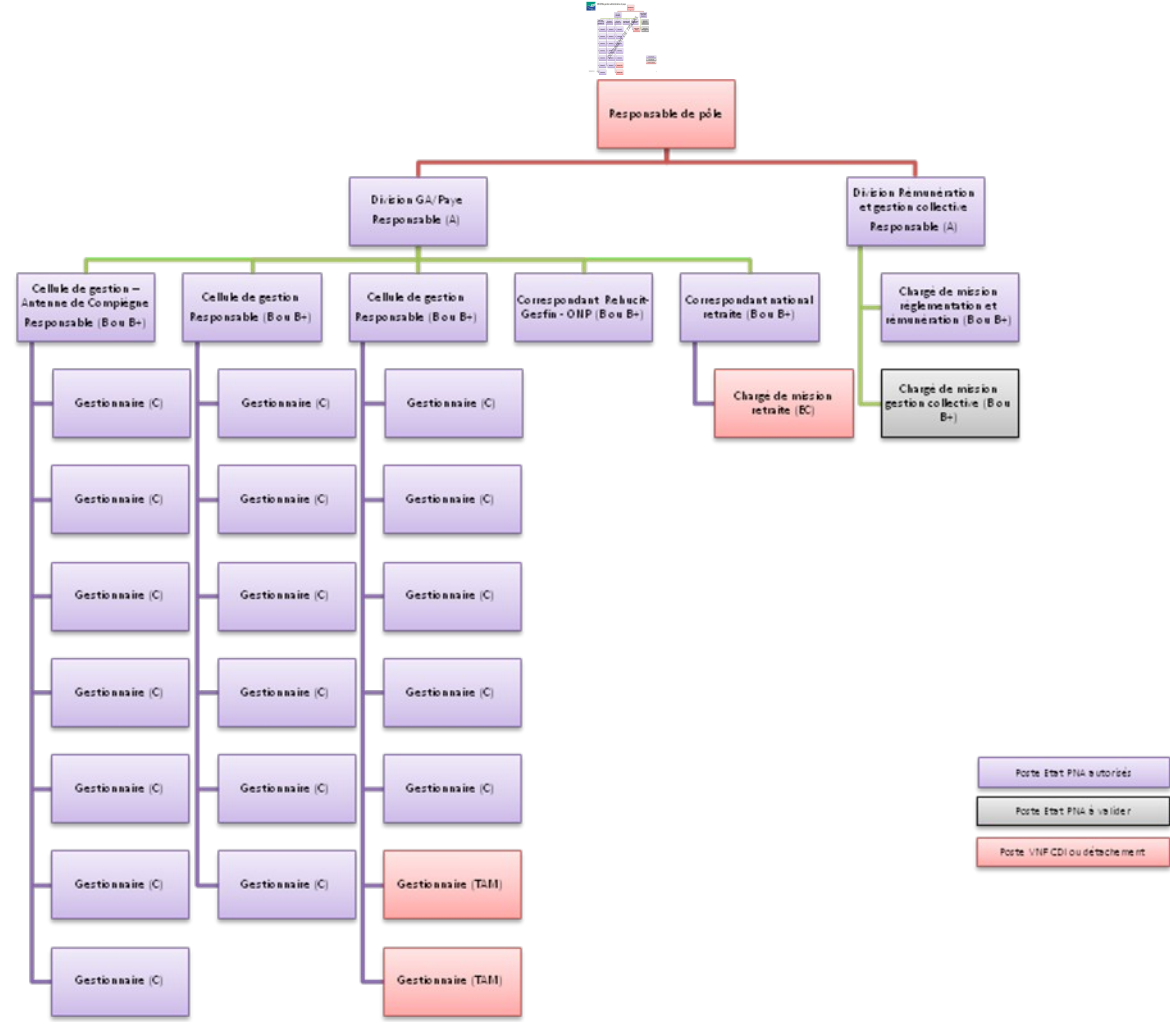 Responsable de pôle
Division GA/Paye
Responsable (A)
Division Rémunération
et gestion collective
Responsable (A)
Cellule de gestion –
Antenne de Compiègne
Responsable (B ou B+)
Cellule de gestion
Responsable (B ou B+)
Cellule de gestion
Responsable (B ou B+)
Correspondant Rehucit-
Gesfin - ONP (B ou B+)
Correspondant national
retraite (B ou B+)
Chargé de mission
réglementation et
rémunération (B ou B+)
Gestionnaire (C)
Gestionnaire (C)
Gestionnaire (C)
Chargé de mission
retraite (EC)
Chargé de mission
gestion collective (B ou
B+)
Gestionnaire (C)
Gestionnaire (C)
Gestionnaire (C)
Gestionnaire (C)
Gestionnaire (C)
Gestionnaire (C)
Gestionnaire (C)
Gestionnaire (C)
Gestionnaire (C)
Gestionnaire (C)
Gestionnaire (C)
Gestionnaire (C)
Poste Etat PNA autorisés
Poste Etat PNA à valider
Poste VNF CDI ou détachement
Gestionnaire (C)
Gestionnaire (C)
Gestionnaire (TAM)
Gestionnaire (C)
Gestionnaire (TAM)